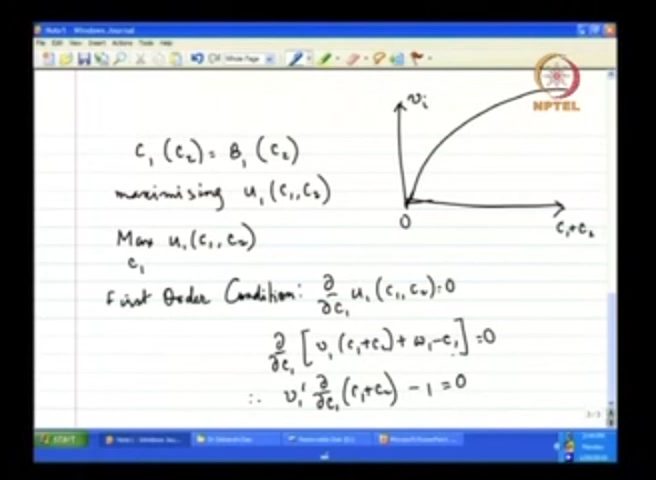 Note1 - Windows Journal
File Edit View Insert Actions Tools Help
NPTEL
v_i
0
c₁+c₂
c₁(c₂) = B₁(c₂)
maximising u₁(c₁,c₂)
Max u₁(c₁,c₂)
c₁
First Order Condition: ∂/∂c₁ u₁(c₁,c₂)=0
∂/∂c₁ [v₁(c₁+c₂)+ω₁-c₁]=0
∴ v₁' ∂/∂c₁ (c₁+c₂) - 1 = 0
start